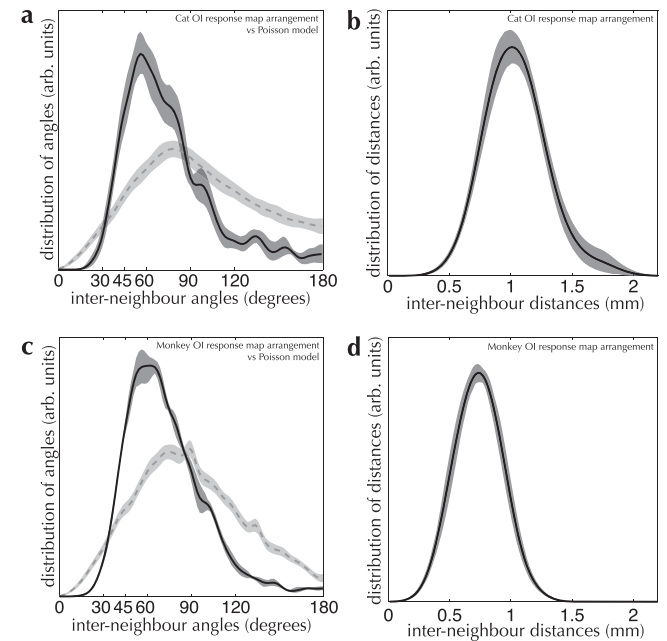 a
Cat OI response map arrangement
vs Poisson model
distribution of angles (arb. units)
0 30 45 60 90 120 180
inter-neighbour angles (degrees)
b
Cat OI response map arrangement
distribution of distances (arb. units)
0 0.5 1 1.5 2
inter-neighbour distances (mm)
c
Monkey OI response map arrangement
vs Poisson model
distribution of angles (arb. units)
0 30 45 60 90 120 180
inter-neighbour angles (degrees)
d
Monkey OI response map arrangement
distribution of distances (arb. units)
0 0.5 1 1.5 2
inter-neighbour distances (mm)